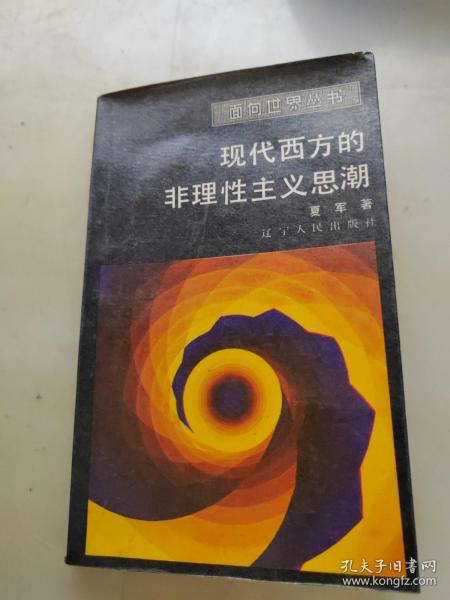 面向世界丛书
现代西方的
非理性主义思潮
夏军著
辽宁人民出版社
孔夫子旧书网
www.kongfz.com